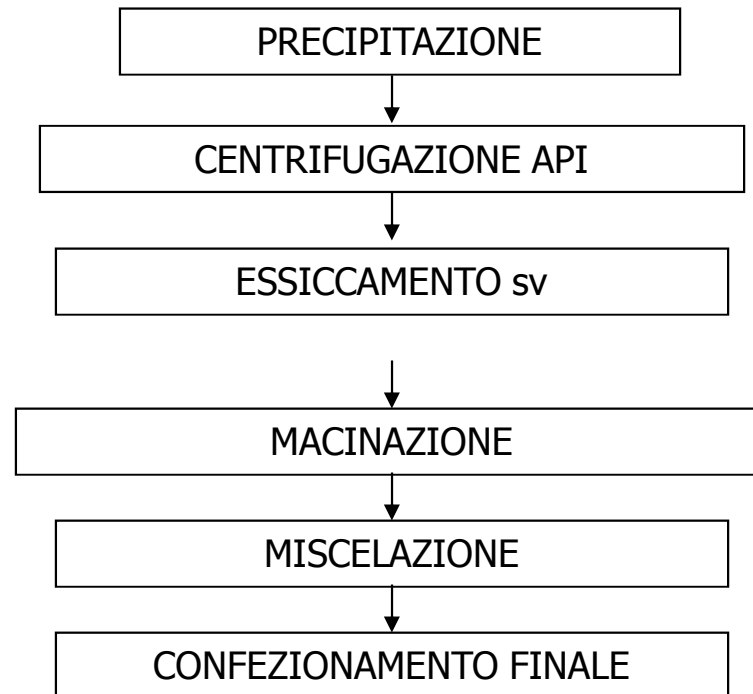 PRECIPITAZIONE
CENTRIFUGAZIONE API
ESSICCAMENTO sv
MACINAZIONE
MISCELAZIONE
CONFEZIONAMENTO FINALE